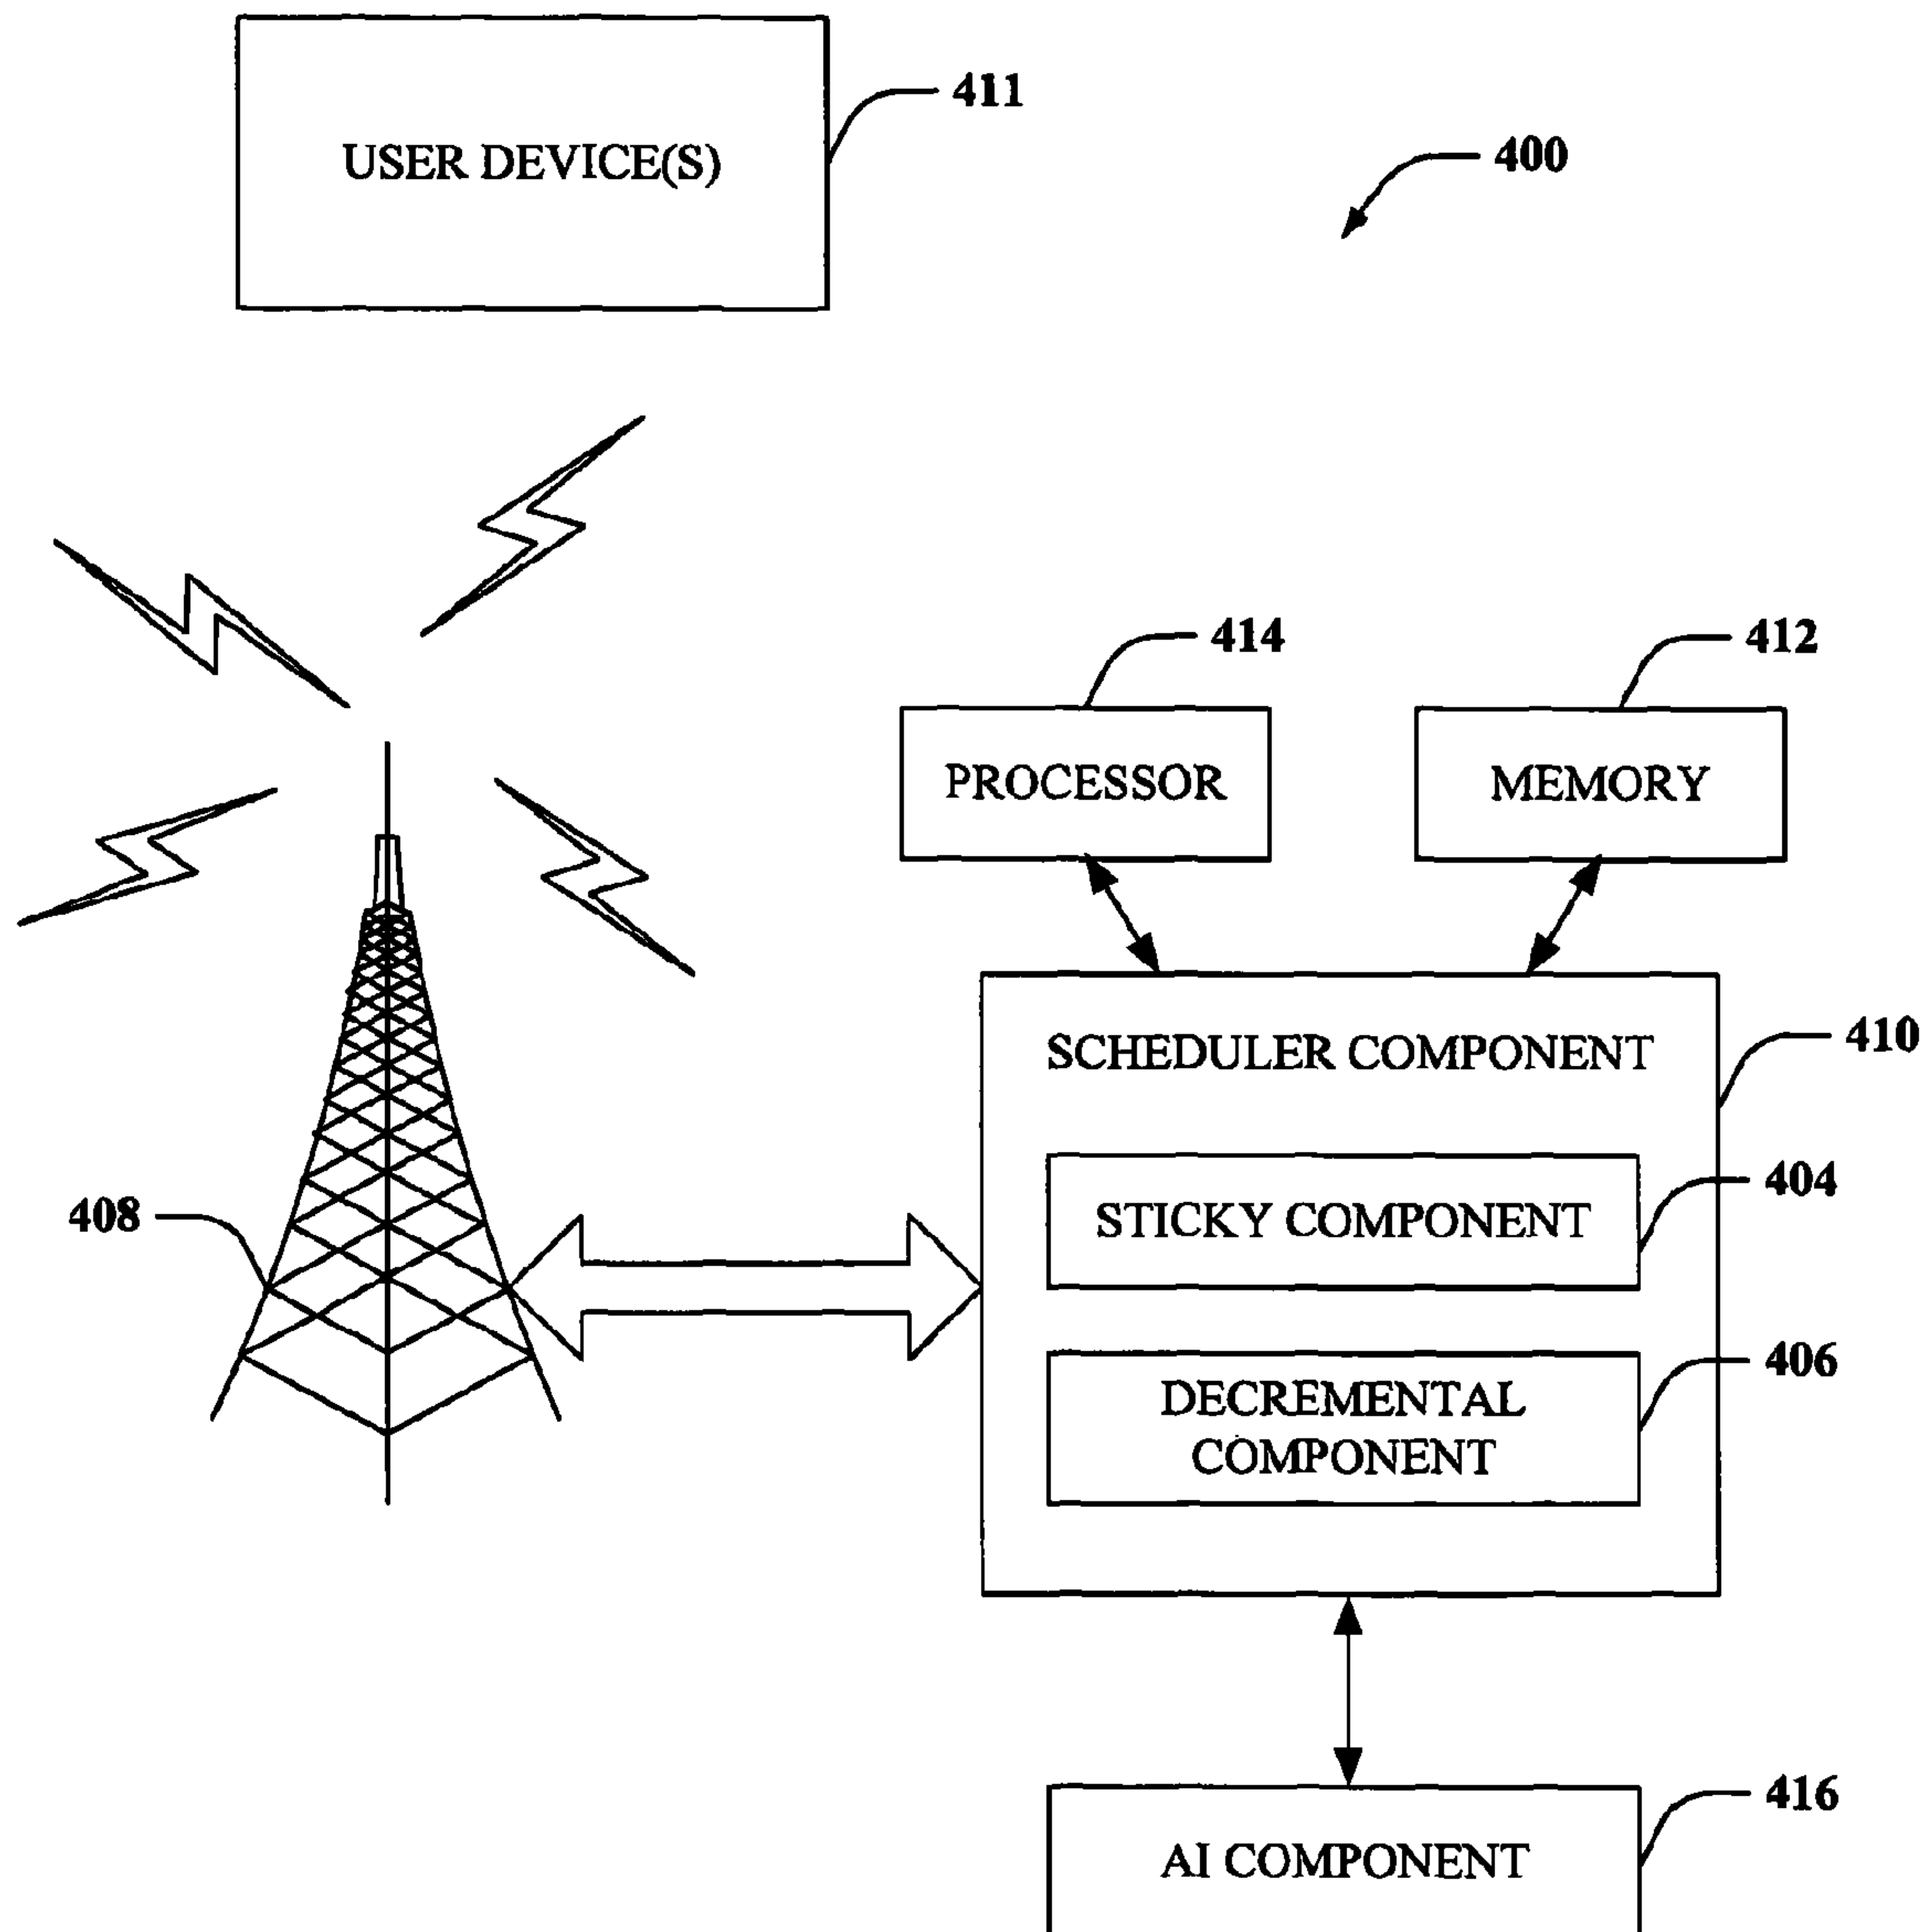 411
USER DEVICE(S)
400
414
412
PROCESSOR
MEMORY
410
SCHEDULER COMPONENT
404
408
STICKY COMPONENT
406
DECREMENTAL
COMPONENT
416
AI COMPONENT